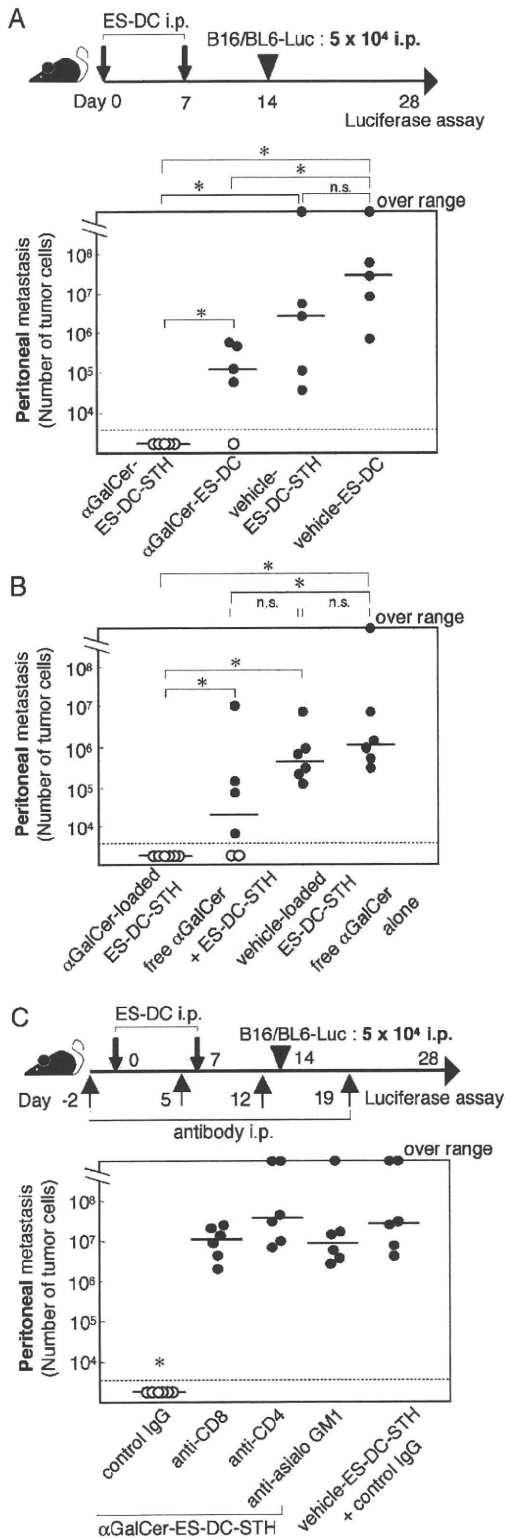 A
ES-DC i.p.
B16/BL6-Luc : 5 x 10⁴ i.p.
Day 0 7 14 28
Luciferase assay
*
*
* n.s.
over range
*
Peritoneal metastasis
(Number of tumor cells)
10⁸
10⁷
10⁶
10⁵
10⁴
αGalCer-
ES-DC-STH
αGalCer-ES-DC
vehicle-
ES-DC-STH
vehicle-ES-DC
B
*
*
n.s. n.s.
over range
*
*
Peritoneal metastasis
(Number of tumor cells)
10⁸
10⁷
10⁶
10⁵
10⁴
αGalCer-loaded
ES-DC-STH
free αGalCer
+ ES-DC-STH
vehicle-loaded
ES-DC-STH
free αGalCer
alone
C
ES-DC i.p.
B16/BL6-Luc : 5 x 10⁴ i.p.
0 7 14 28
Day -2 5 12 19 Luciferase assay
antibody i.p.
over range
Peritoneal metastasis
(Number of tumor cells)
10⁸
10⁷
10⁶
10⁵
10⁴
*
control IgG
anti-CD8
anti-CD4
anti-asialo GM1
vehicle-ES-DC-STH
+ control IgG
αGalCer-ES-DC-STH